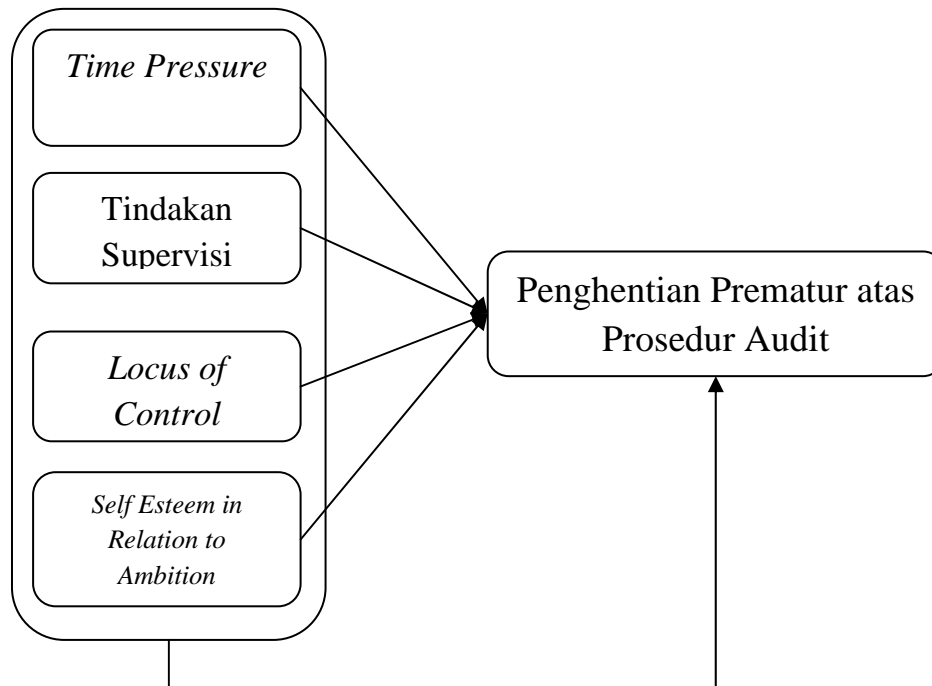 Time Pressure
Tindakan
Supervisi
Penghentian Prematur atas
Prosedur Audit
Locus of
Control
Self Esteem in
Relation to
Ambition